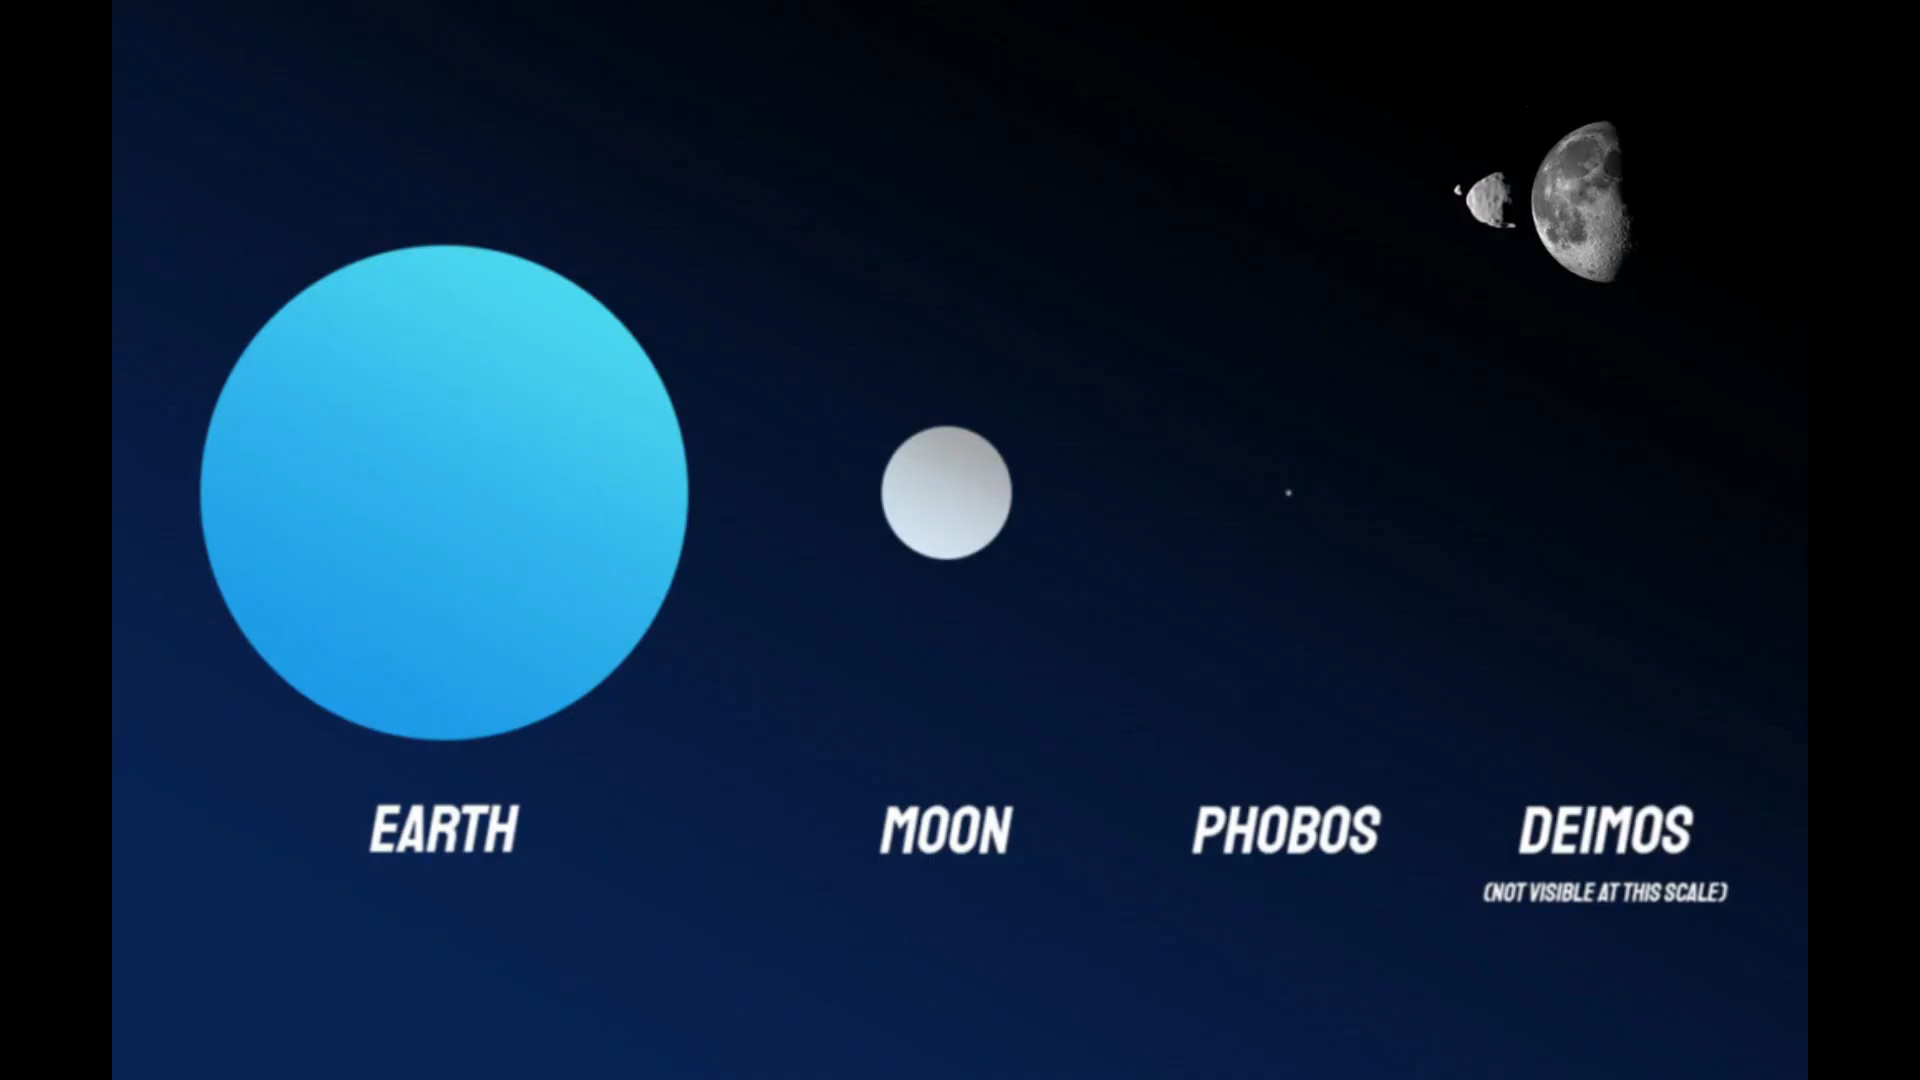 EARTH
MOON
PHOBOS
DEIMOS
(NOT VISIBLE AT THIS SCALE)